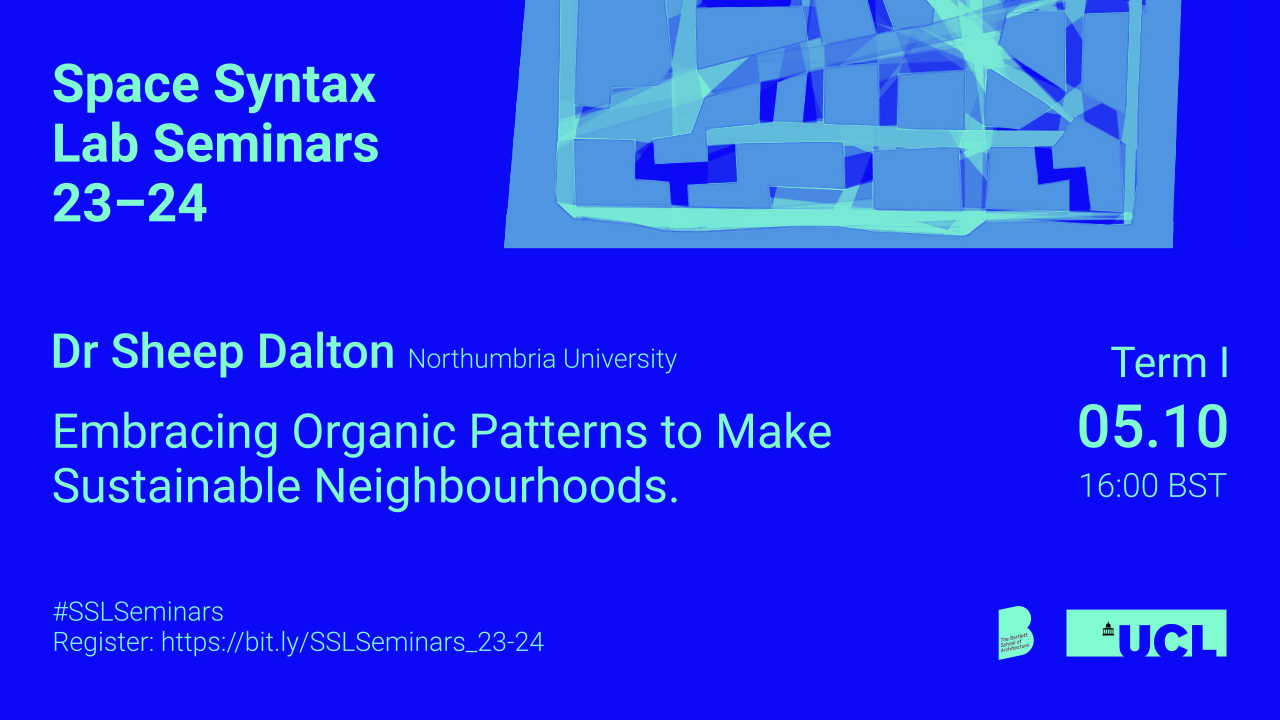 Space Syntax
Lab Seminars
23–24
Dr Sheep Dalton Northumbria University
Embracing Organic Patterns to Make
Sustainable Neighbourhoods.
Term I
05.10
16:00 BST
#SSLSeminars
Register: https://bit.ly/SSLSeminars_23-24
The Bartlett
School of
Architecture
UCL